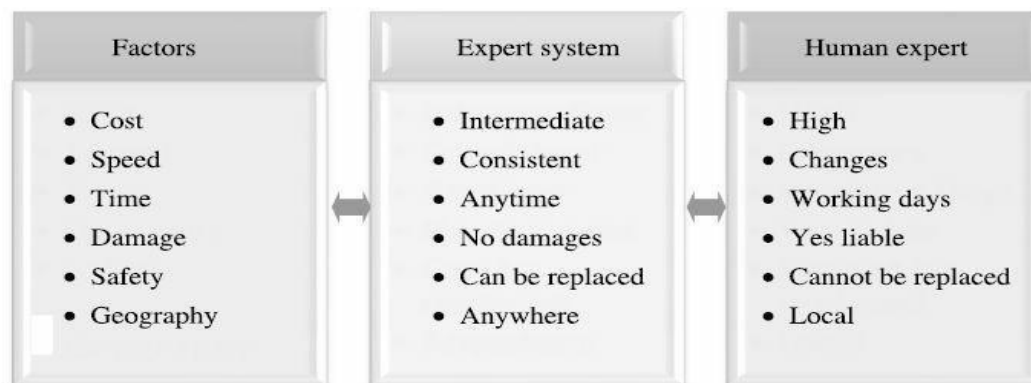 Factors
• Cost
• Speed
• Time
• Damage
• Safety
• Geography
Expert system
• Intermediate
• Consistent
• Anytime
• No damages
• Can be replaced
• Anywhere
Human expert
• High
• Changes
• Working days
• Yes liable
• Cannot be replaced
• Local